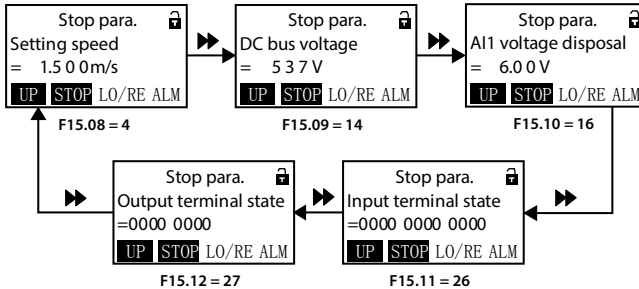 Stop para.
Setting speed
= 1.5 0 0m/s
UP STOP LO/RE ALM
F15.08 = 4
Stop para.
DC bus voltage
= 5 3 7 V
UP STOP LO/RE ALM
F15.09 = 14
Stop para.
AI1 voltage disposal
= 6.0 0 V
UP STOP LO/RE ALM
F15.10 = 16
Stop para.
Output terminal state
=0000 0000
UP STOP LO/RE ALM
F15.12 = 27
Stop para.
Input terminal state
=0000 0000 0000
UP STOP LO/RE ALM
F15.11 = 26